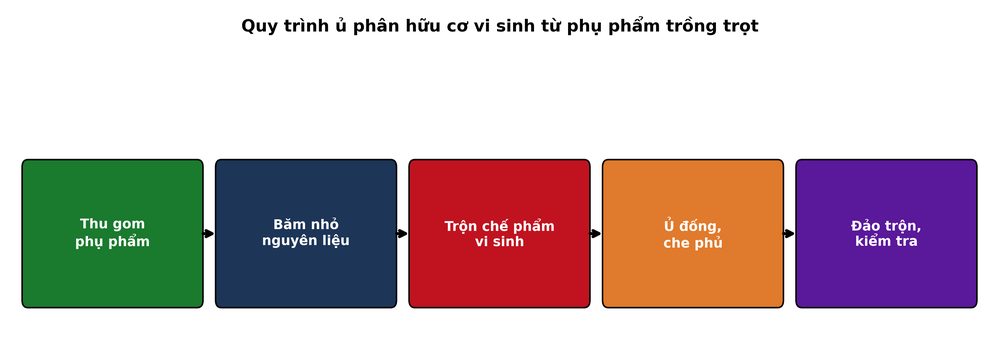 Quy trình ủ phân hữu cơ vi sinh từ phụ phẩm trồng trọt
Thu gom
phụ phẩm
Băm nhỏ
nguyên liệu
Trộn chế phẩm
vi sinh
Ủ đống,
che phủ
Đảo trộn,
kiểm tra